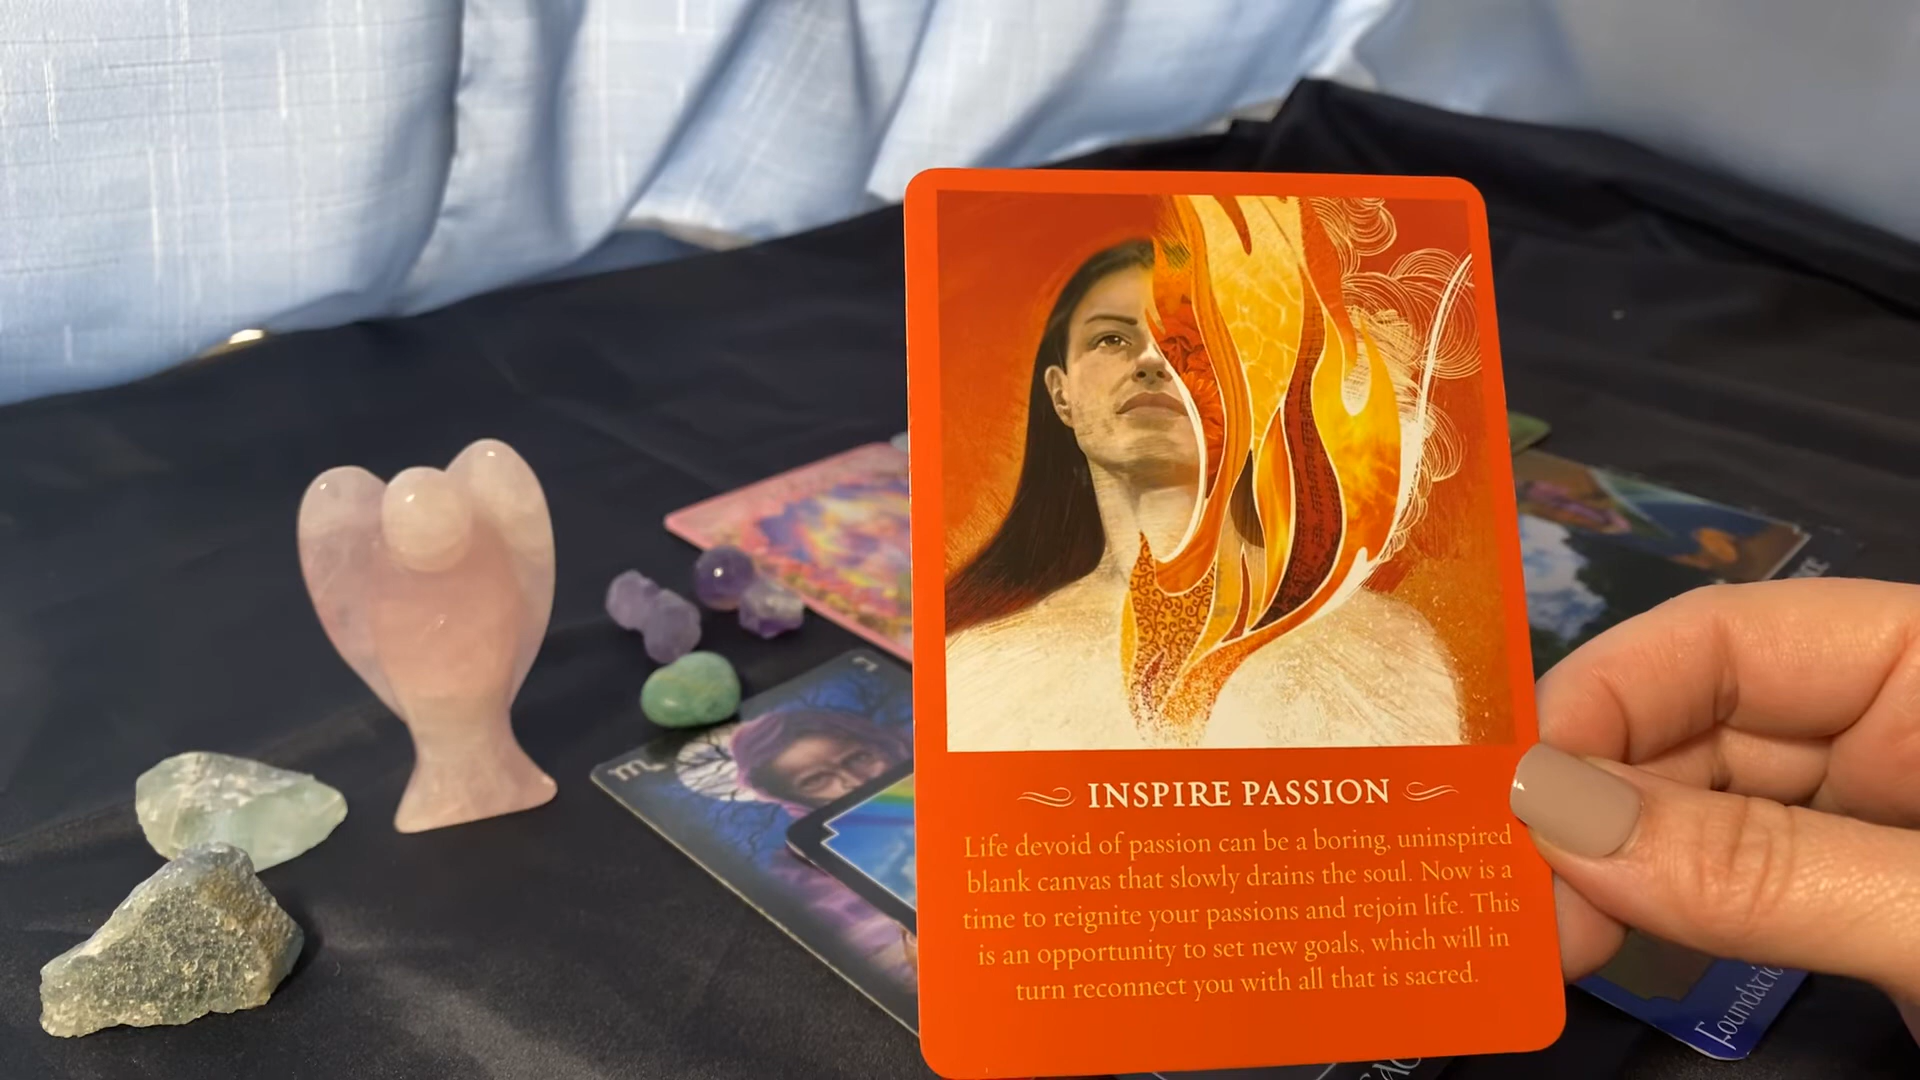 INSPIRE PASSION
Life devoid of passion can be a boring, uninspired
blank canvas that slowly drains the soul. Now is a
time to reignite your passions and rejoin life. This
is an opportunity to set new goals, which will in
turn reconnect you with all that is sacred.